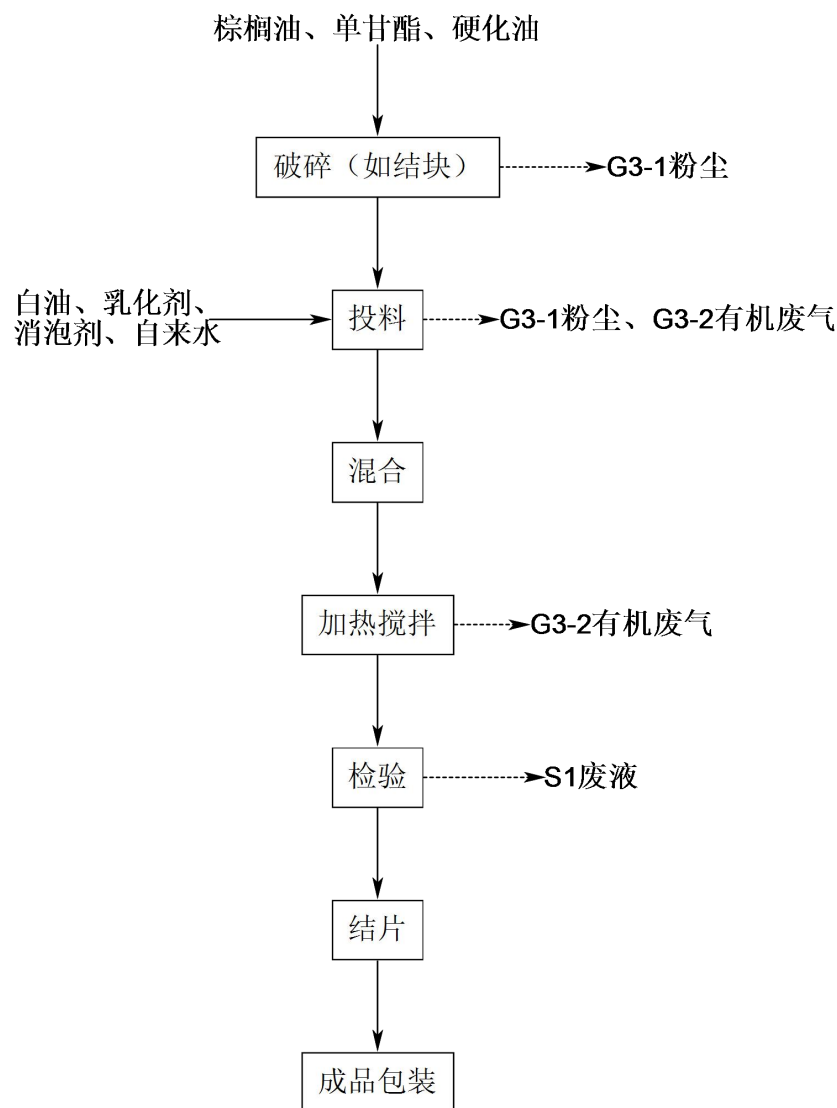 棕榈油、单甘酯、硬化油
破碎（如结块）
G3-1粉尘
白油、乳化剂、
消泡剂、自来水
投料
G3-1粉尘、G3-2有机废气
混合
加热搅拌
G3-2有机废气
检验
S1废液
结片
成品包装